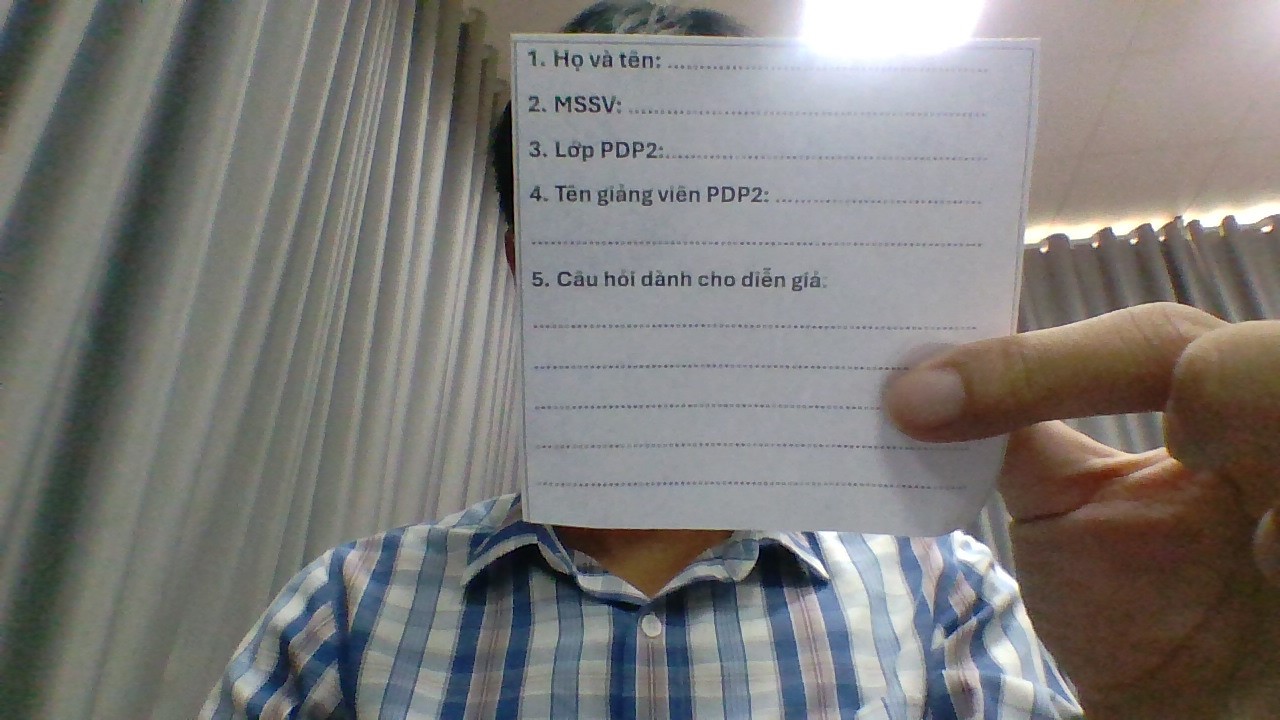 1. Họ và tên: ................................................
2. MSSV: ................................................
3. Lớp PDP2:................................................
4. Tên giảng viên PDP2: ................................
................................................................
5. Câu hỏi dành cho diễn giả:
................................................................
................................................................
................................................................
................................................................
................................................................